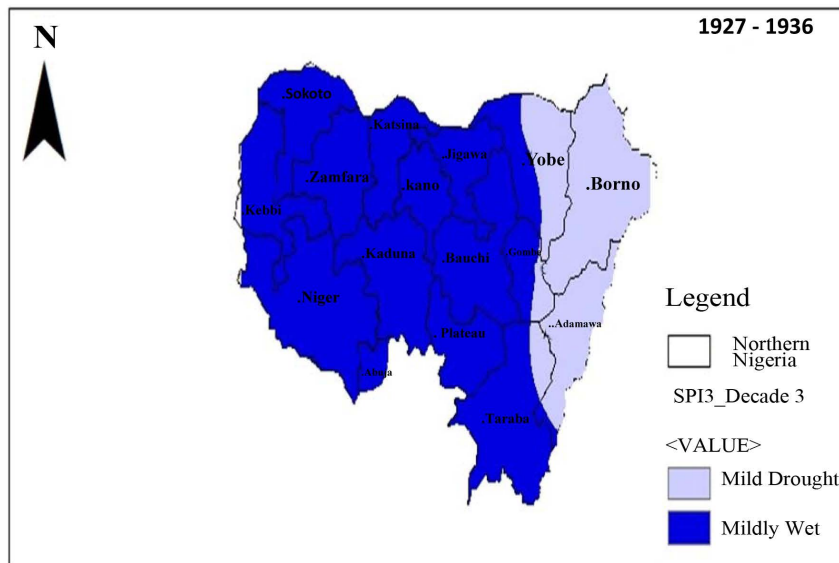 1927 - 1936
N
.Sokoto
.Katsina
.Jigawa
.Yobe
.Zamfara
.kano
.Borno
.Kebbi
Kaduna
.Bauchi
.Gombe
.Niger
.Plateau
..Adamawa
.Abuja
.Taraba
Legend
Northern
Nigeria
SPI3_Decade 3
<VALUE>
Mild Drought
Mildly Wet